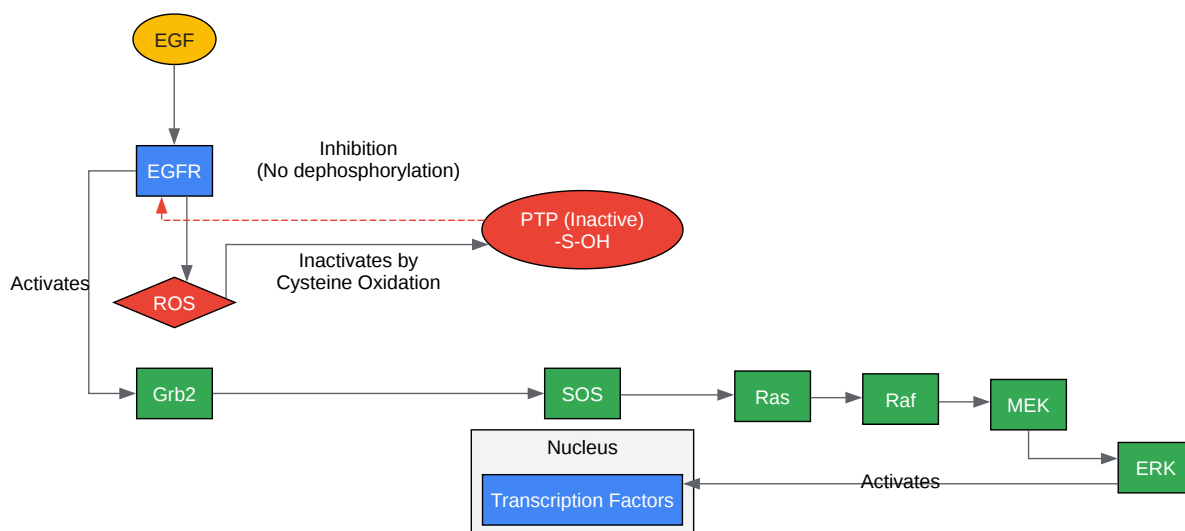 EGF
EGFR
Inhibition
(No dephosphorylation)
PTP (Inactive)
-S-OH
Inactivates by
Cysteine Oxidation
Activates
ROS
Grb2
SOS
Ras
Raf
MEK
Nucleus
ERK
Activates
Transcription Factors